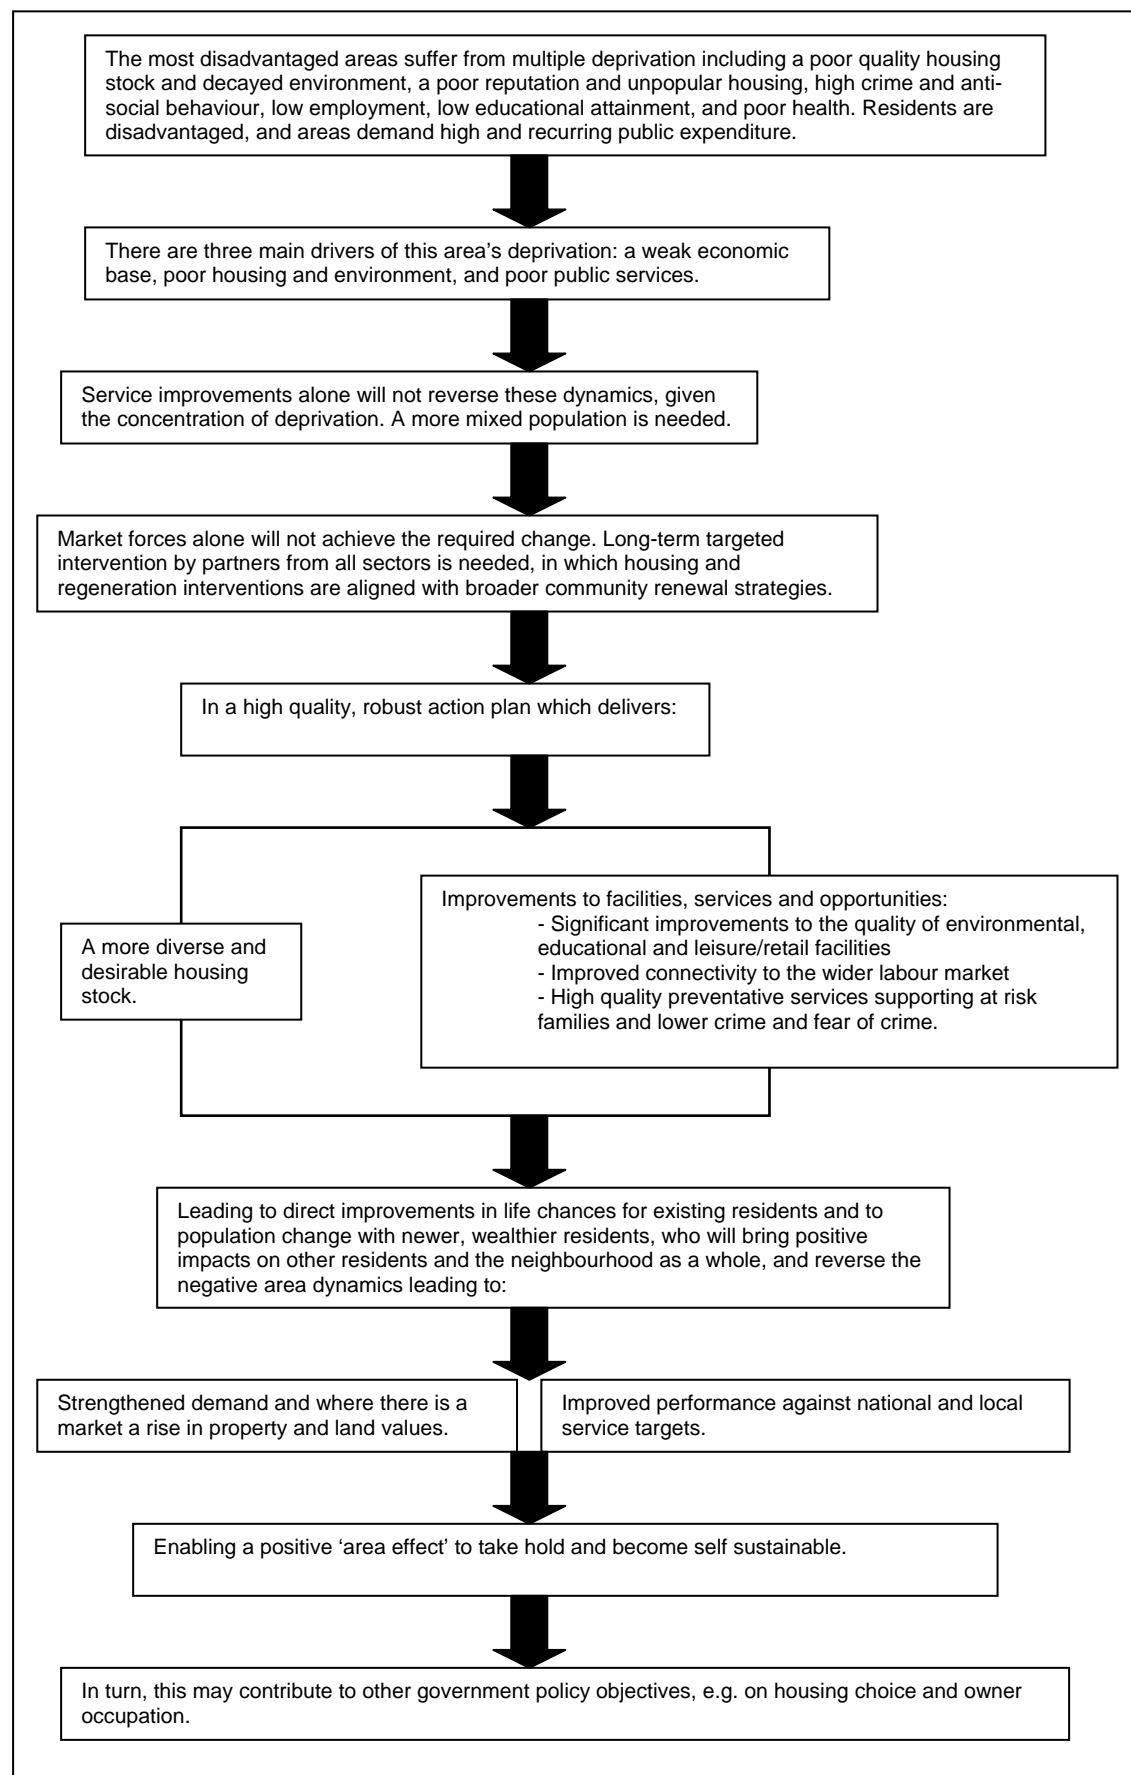 The most disadvantaged areas suffer from multiple deprivation including a poor quality housing
stock and decayed environment, a poor reputation and unpopular housing, high crime and anti-
social behaviour, low employment, low educational attainment, and poor health. Residents are
disadvantaged, and areas demand high and recurring public expenditure.
There are three main drivers of this area’s deprivation: a weak economic
base, poor housing and environment, and poor public services.
Service improvements alone will not reverse these dynamics, given
the concentration of deprivation. A more mixed population is needed.
Market forces alone will not achieve the required change. Long-term targeted
intervention by partners from all sectors is needed, in which housing and
regeneration interventions are aligned with broader community renewal strategies.
In a high quality, robust action plan which delivers:
A more diverse and
desirable housing
stock.
Improvements to facilities, services and opportunities:
- Significant improvements to the quality of environmental,
educational and leisure/retail facilities
- Improved connectivity to the wider labour market
- High quality preventative services supporting at risk
families and lower crime and fear of crime.
Leading to direct improvements in life chances for existing residents and to
population change with newer, wealthier residents, who will bring positive
impacts on other residents and the neighbourhood as a whole, and reverse the
negative area dynamics leading to:
Strengthened demand and where there is a
market a rise in property and land values.
Improved performance against national and local
service targets.
Enabling a positive ‘area effect’ to take hold and become self sustainable.
In turn, this may contribute to other government policy objectives, e.g. on housing choice and owner
occupation.